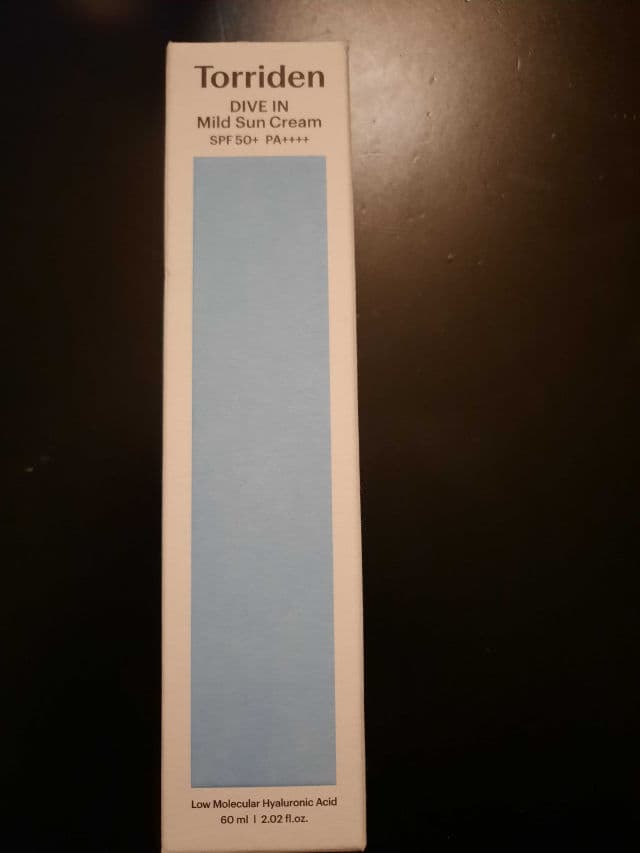 Torriden
DIVE IN
Mild Sun Cream
SPF 50+ PA++++
Low Molecular Hyaluronic Acid
60 ml | 2.02 fl.oz.